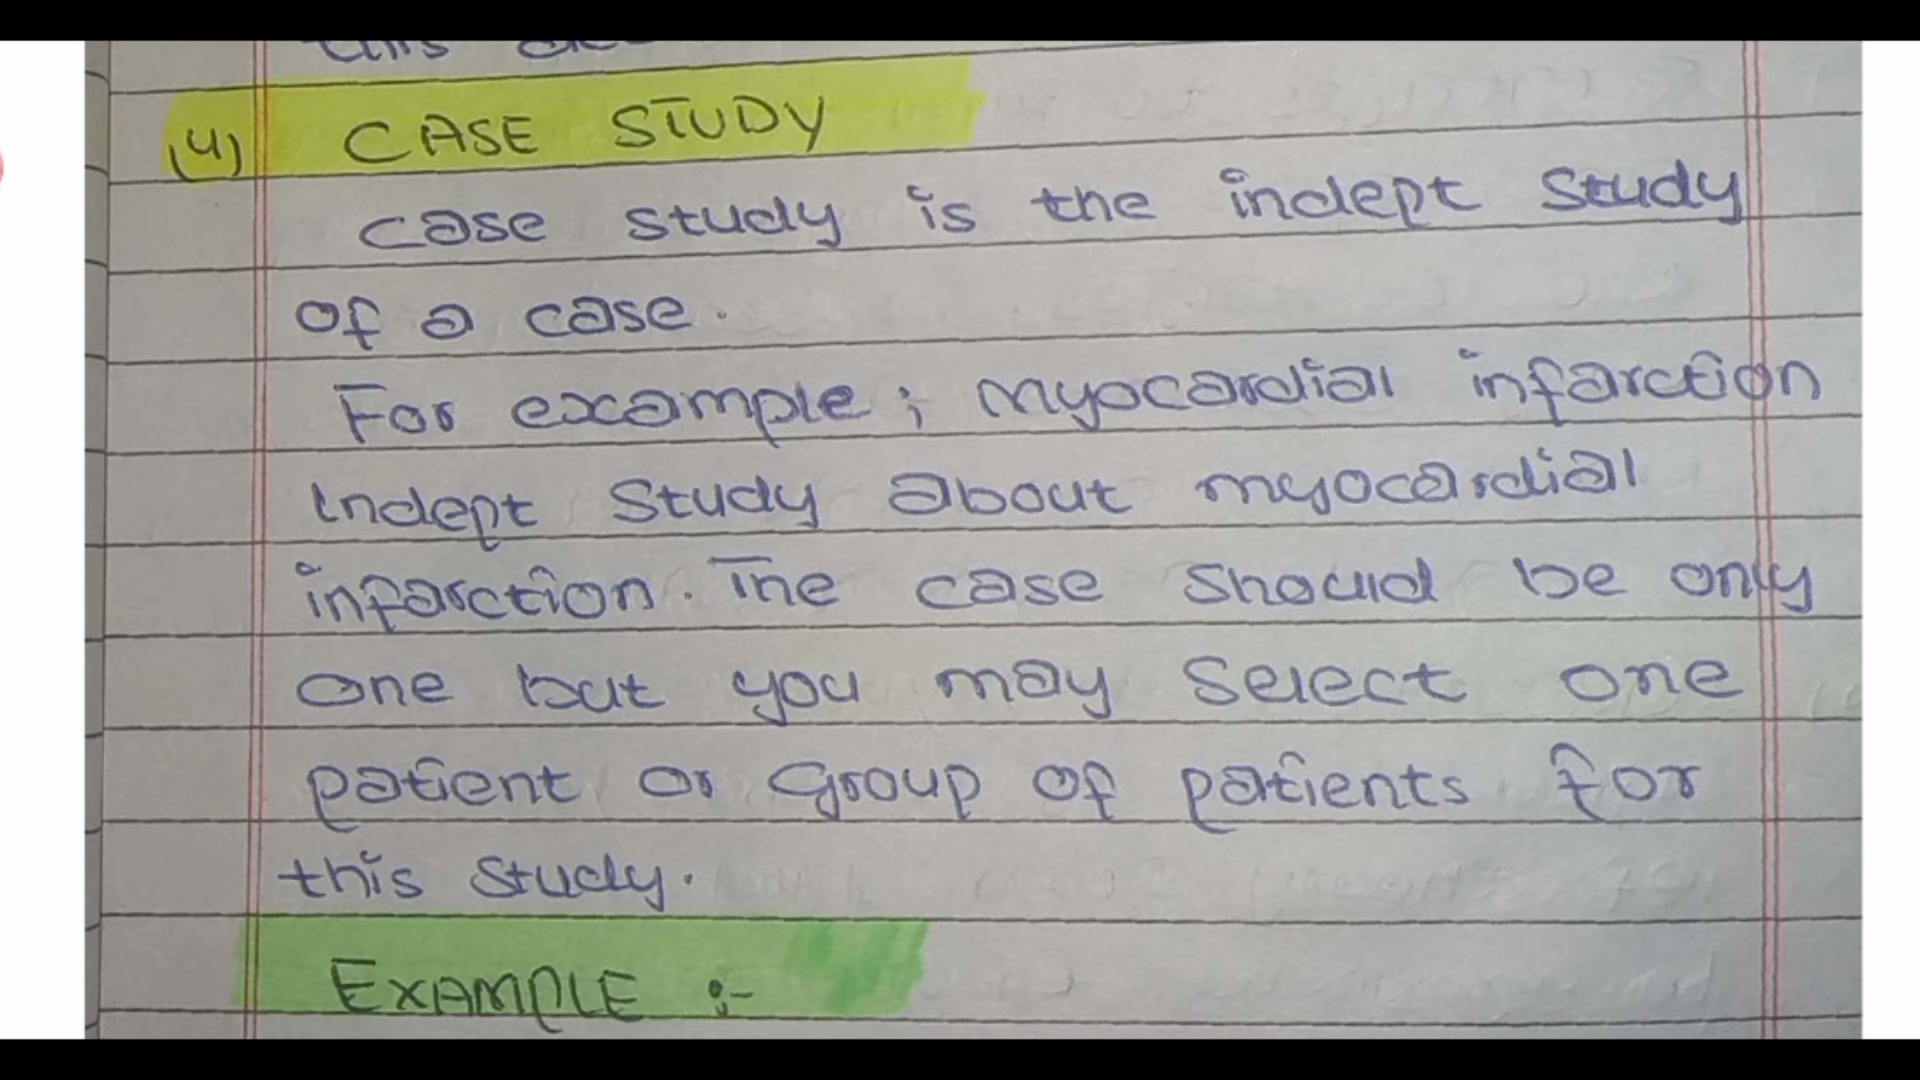 (4) CASE STUDY
case study is the indept study
of a case.
For example; myocardial infarction
Indept study about myocardial
infarction. The case should be only
one but you may select one
patient or group of patients for
this study.
EXAMPLE :-